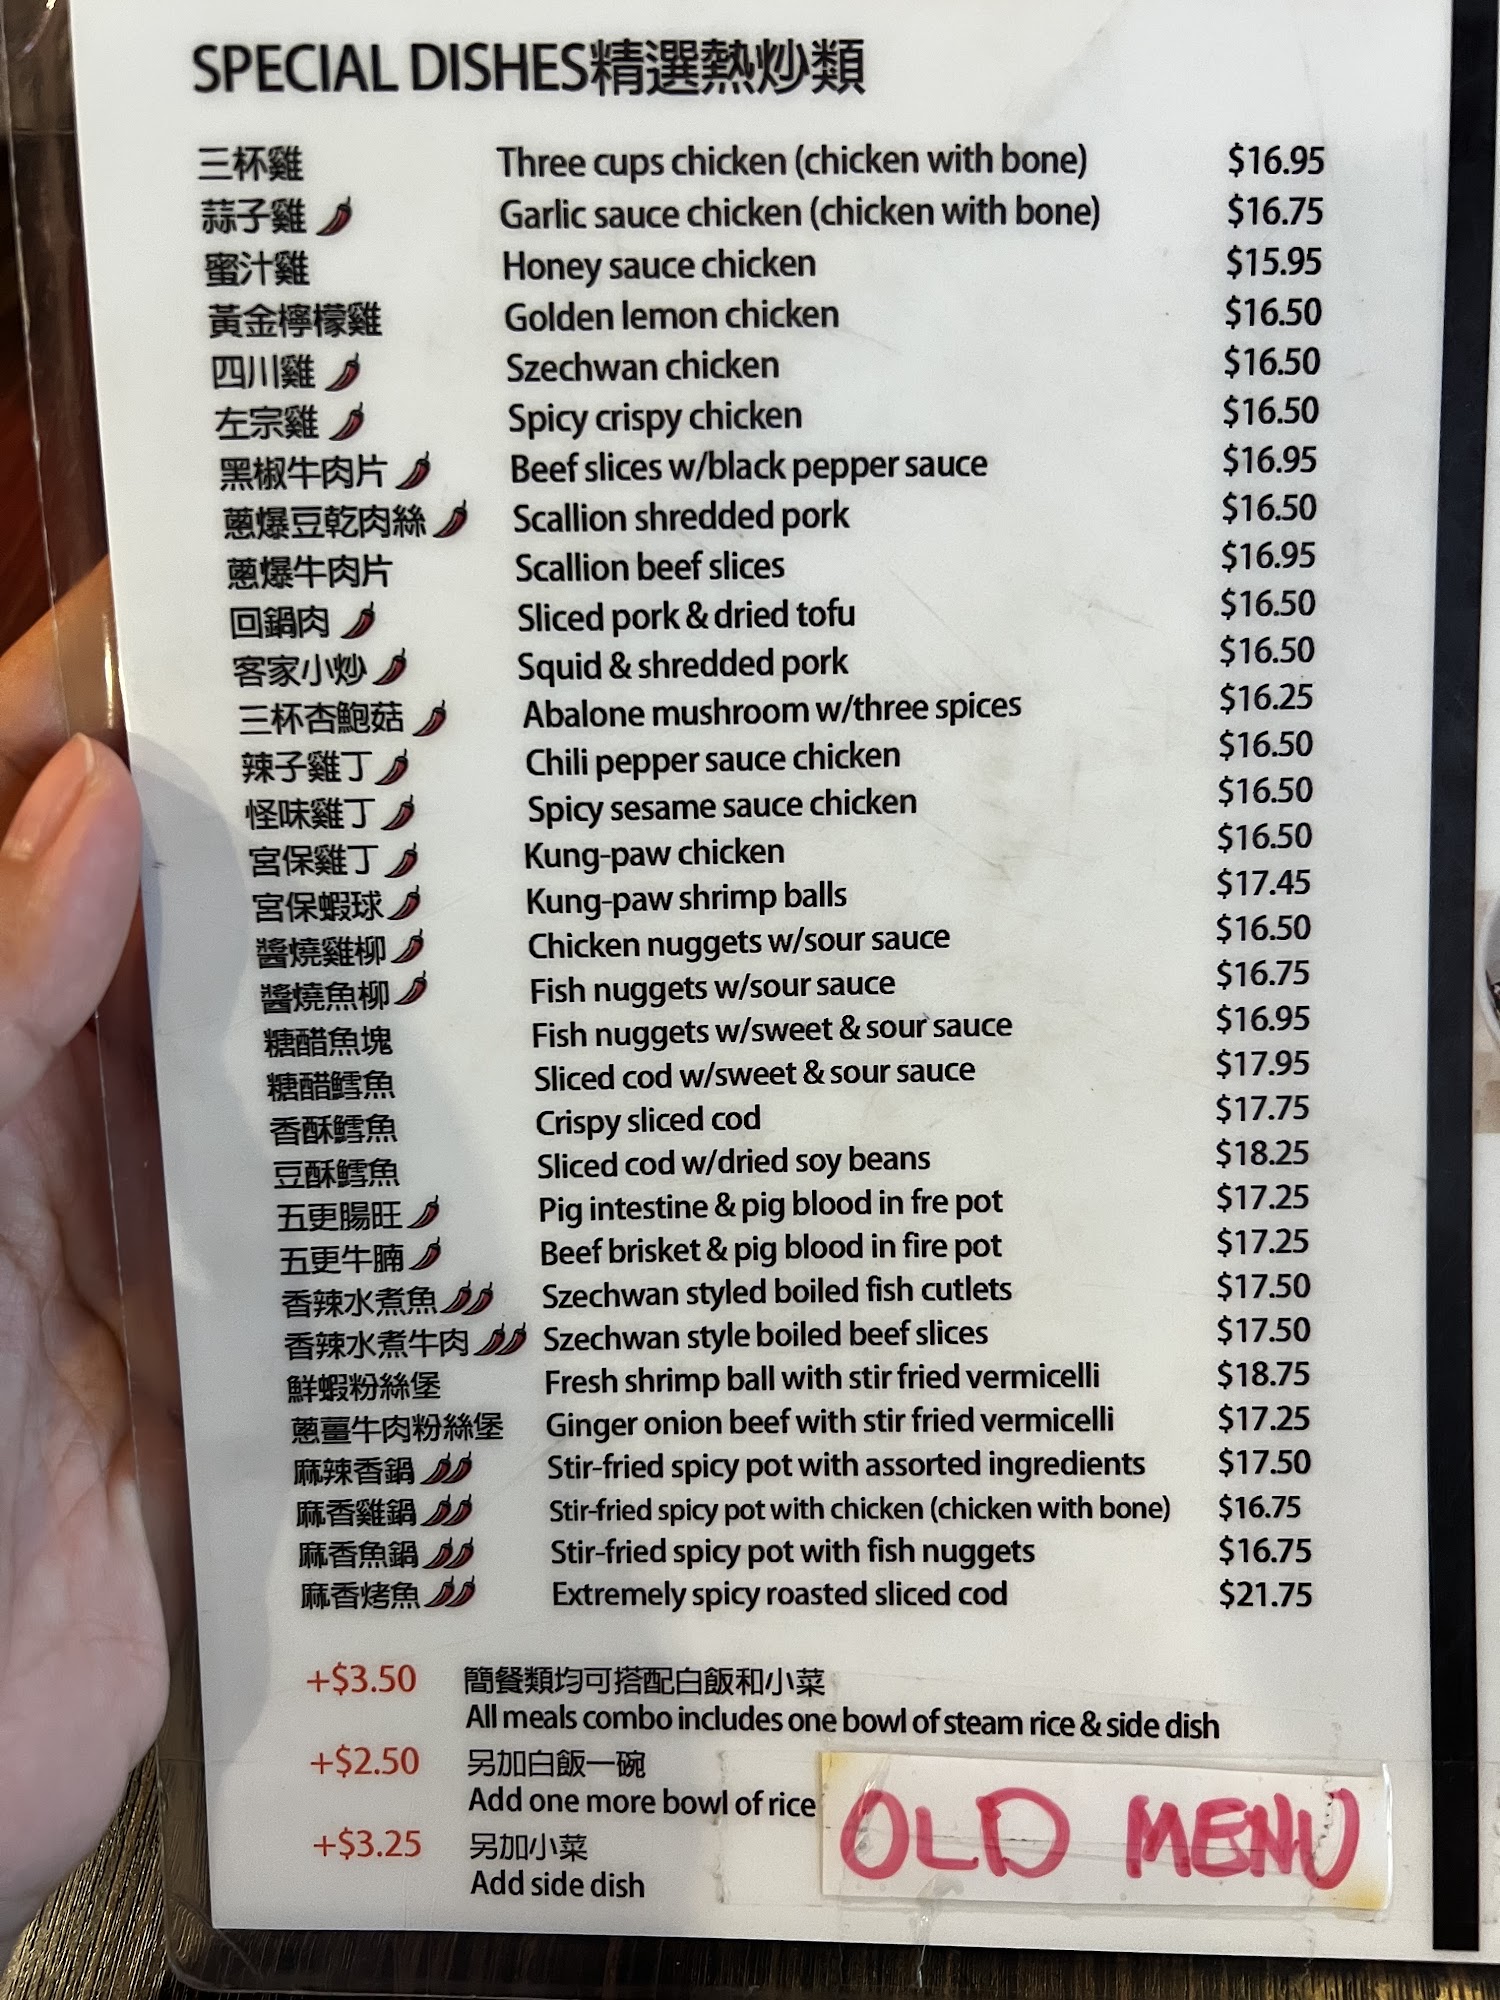 SPECIAL DISHES精選熱炒類
三杯雞 Three cups chicken (chicken with bone) $16.95
蒜子雞 Garlic sauce chicken (chicken with bone) $16.75
蜜汁雞 Honey sauce chicken $15.95
黃金檸檬雞 Golden lemon chicken $16.50
四川雞 Szechwan chicken $16.50
左宗雞 Spicy crispy chicken $16.50
黑椒牛肉片 Beef slices w/black pepper sauce $16.95
蔥爆豆乾肉絲 Scallion shredded pork $16.50
蔥爆牛肉片 Scallion beef slices $16.95
回鍋肉 Sliced pork & dried tofu $16.50
客家小炒 Squid & shredded pork $16.50
三杯杏鮑菇 Abalone mushroom w/three spices $16.25
辣子雞丁 Chili pepper sauce chicken $16.50
怪味雞丁 Spicy sesame sauce chicken $16.50
宮保雞丁 Kung-paw chicken $16.50
宮保蝦球 Kung-paw shrimp balls $17.45
醬燒雞柳 Chicken nuggets w/sour sauce $16.50
醬燒魚柳 Fish nuggets w/sour sauce $16.75
糖醋魚塊 Fish nuggets w/sweet & sour sauce $16.95
糖醋鱈魚 Sliced cod w/sweet & sour sauce $17.95
香酥鱈魚 Crispy sliced cod $17.75
豆酥鱈魚 Sliced cod w/dried soy beans $18.25
五更腸旺 Pig intestine & pig blood in fre pot $17.25
五更牛腩 Beef brisket & pig blood in fire pot $17.25
香辣水煮魚 Szechwan styled boiled fish cutlets $17.50
香辣水煮牛肉 Szechwan style boiled beef slices $17.50
鮮蝦粉絲堡 Fresh shrimp ball with stir fried vermicelli $18.75
蔥薑牛肉粉絲堡 Ginger onion beef with stir fried vermicelli $17.25
麻辣香鍋 Stir-fried spicy pot with assorted ingredients $17.50
麻香雞鍋 Stir-fried spicy pot with chicken (chicken with bone) $16.75
麻香魚鍋 Stir-fried spicy pot with fish nuggets $16.75
麻香烤魚 Extremely spicy roasted sliced cod $21.75
+$3.50 簡餐類均可搭配白飯和小菜
All meals combo includes one bowl of steam rice & side dish
+$2.50 另加白飯一碗
Add one more bowl of rice
+$3.25 另加小菜
Add side dish
OLD MENU